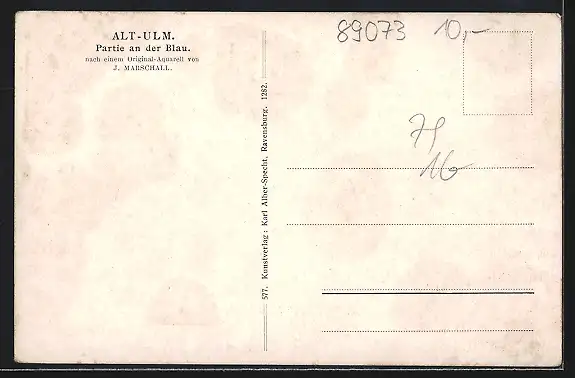 ALT-ULM.
Partie an der Blau.
nach einem Original-Aquarell von
J. MARSCHALL.
577. Kunstverlag: Karl Alber-Specht, Ravensburg. 1282.
89073 10,-
16